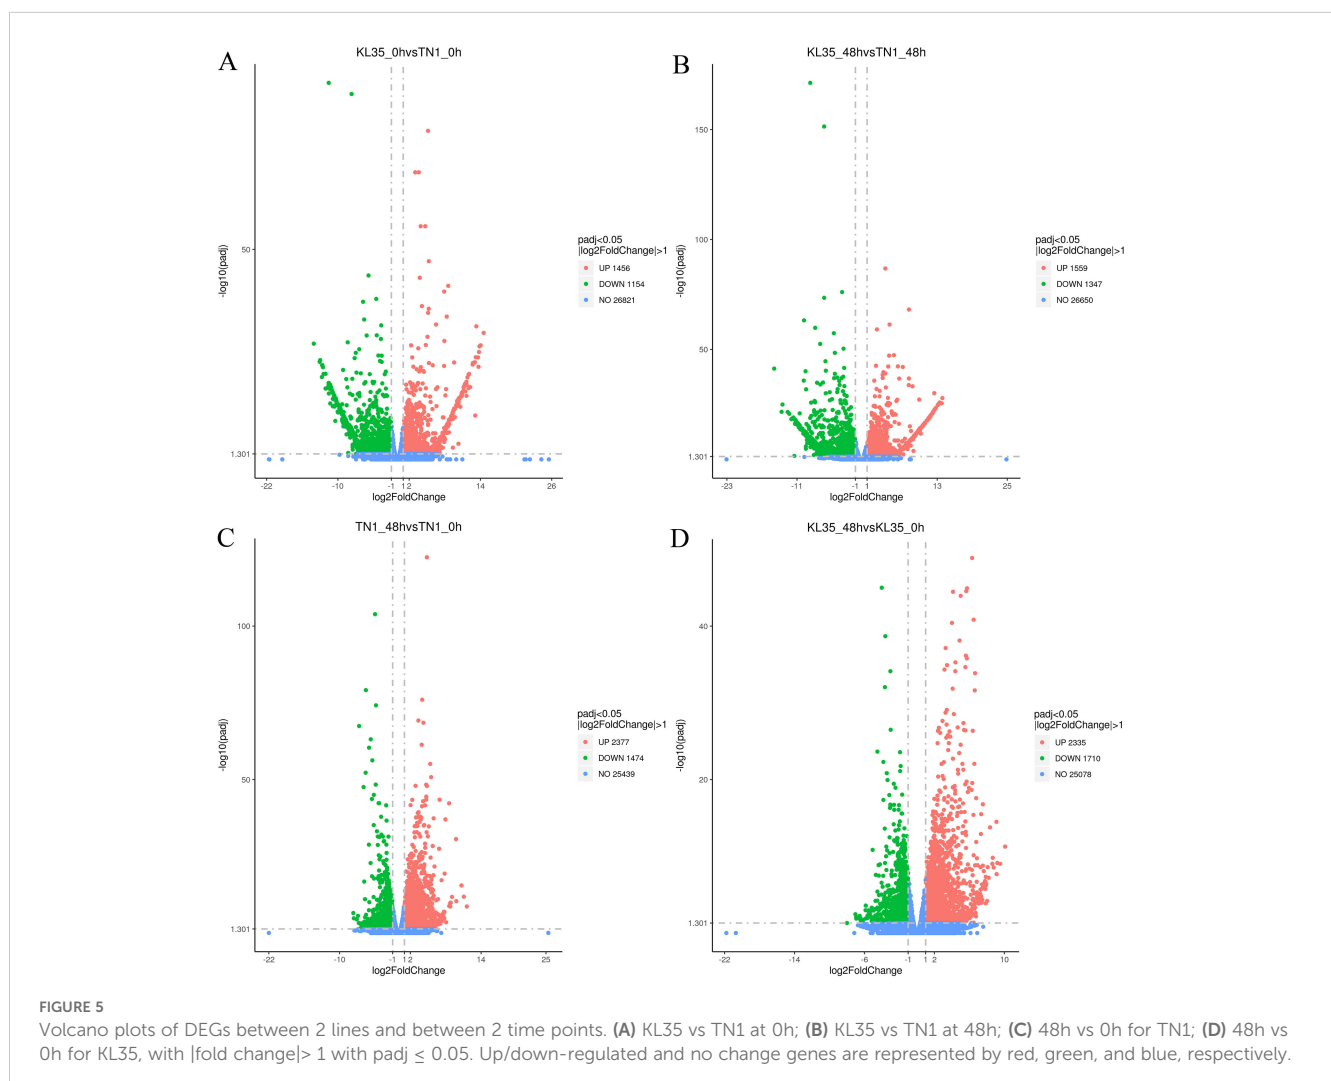 A
KL35_0hvsTN1_0h
-log10(padj)
50
1.301
-22
-10
-1
1
2
14
26
log2FoldChange
padj<0.05
|log2FoldChange|>1
UP 1456
DOWN 1154
NO 26821
B
KL35_48hvsTN1_48h
-log10(padj)
150
100
50
1.301
-23
-11
-1
1
13
25
log2FoldChange
padj<0.05
|log2FoldChange|>1
UP 1559
DOWN 1347
NO 26650
C
TN1_48hvsTN1_0h
-log10(padj)
100
50
1.301
-22
-10
-1
1
2
14
25
log2FoldChange
padj<0.05
|log2FoldChange|>1
UP 2377
DOWN 1474
NO 25439
D
KL35_48hvsKL35_0h
-log10(padj)
40
20
1.301
-22
-14
-6
-1
1
2
10
log2FoldChange
padj<0.05
|log2FoldChange|>1
UP 2335
DOWN 1710
NO 25078
FIGURE 5
Volcano plots of DEGs between 2 lines and between 2 time points. (A) KL35 vs TN1 at 0h; (B) KL35 vs TN1 at 48h; (C) 48h vs 0h for TN1; (D) 48h vs
0h for KL35, with |fold change|> 1 with padj ≤ 0.05. Up/down-regulated and no change genes are represented by red, green, and blue, respectively.